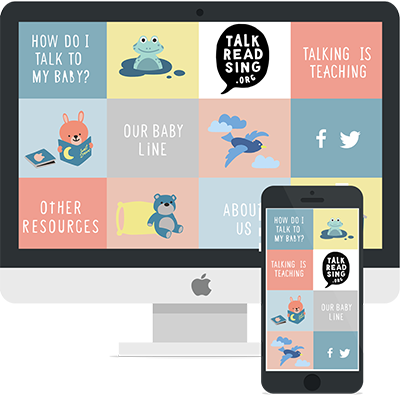 HOW DO I
TALK TO
MY BABY?
TALK
READ
SING
.ORG
TALKING IS
TEACHING
OUR BABY
LINE
OTHER
RESOURCES
ABOUT
US
HOW DO I
TALK TO
MY BABY?
TALKING IS
TEACHING
TALK
READ
SING
.ORG
OUR BABY
LINE